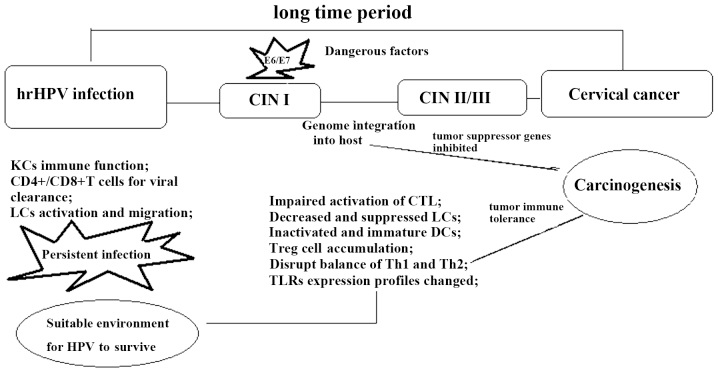 long time period
E6/E7
Dangerous factors
hrHPV infection
CIN I
CIN II/III
Cervical cancer
Genome integration
into host
tumor suppressor genes
inhibited
KCs immune function;
CD4+/CD8+T cells for viral
clearance;
LCs activation and migration;
Persistent infection
Carcinogenesis
Impaired activation of CTL;
Decreased and suppressed LCs;
Inactivated and immature DCs;
Treg cell accumulation;
Disrupt balance of Th1 and Th2;
TLRs expression profiles changed;
tumor immune
tolerance
Suitable environment
for HPV to survive